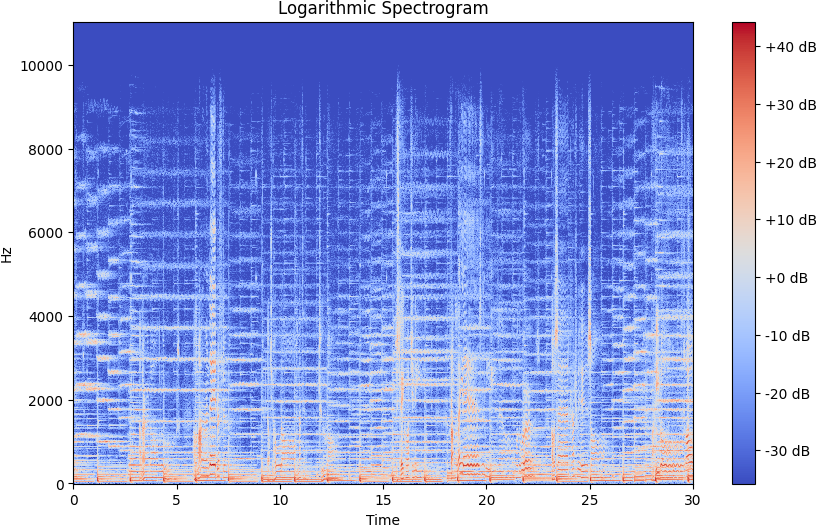 Logarithmic Spectrogram
Hz
10000
8000
6000
4000
2000
0
0 5 10 15 20 25 30
Time
+40 dB
+30 dB
+20 dB
+10 dB
+0 dB
-10 dB
-20 dB
-30 dB